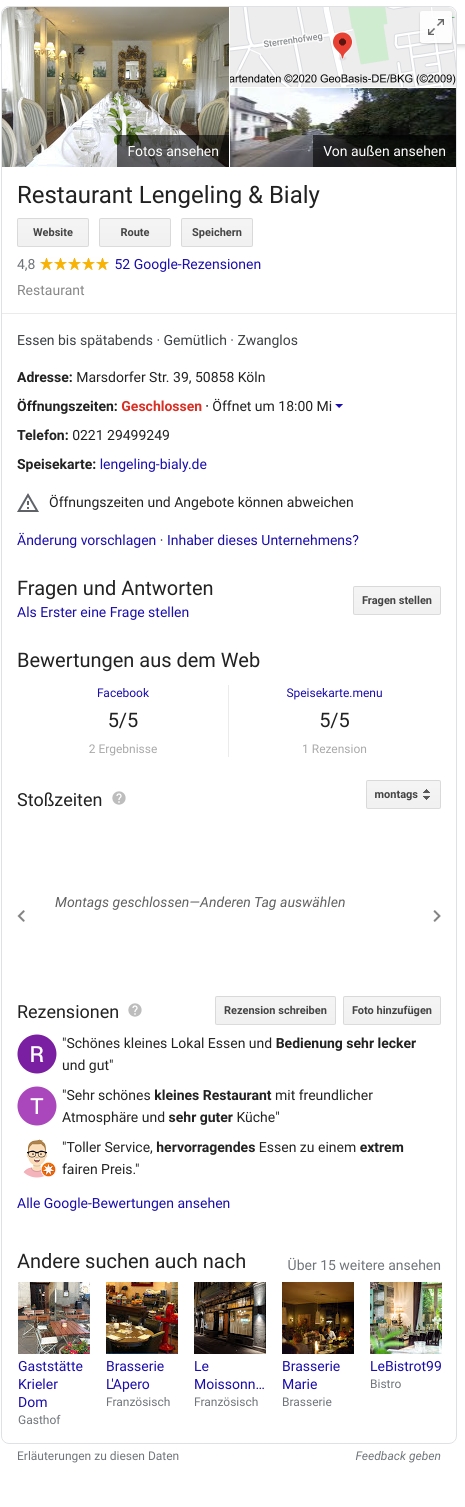 Sterrenhofweg
artendaten ©2020 GeoBasis-DE/BKG (©2009)
Fotos ansehen
Von außen ansehen
Restaurant Lengeling & Bialy
Website
Route
Speichern
4,8 ★★★★★ 52 Google-Rezensionen
Restaurant
Essen bis spätabends · Gemütlich · Zwanglos
Adresse: Marsdorfer Str. 39, 50858 Köln
Öffnungszeiten: Geschlossen · Öffnet um 18:00 Mi
Telefon: 0221 29499249
Speisekarte: lengeling-bialy.de
Öffnungszeiten und Angebote können abweichen
Änderung vorschlagen · Inhaber dieses Unternehmens?
Fragen und Antworten
Als Erster eine Frage stellen
Fragen stellen
Bewertungen aus dem Web
Facebook
5/5
2 Ergebnisse
Speisekarte.menu
5/5
1 Rezension
Stoßzeiten ?
montags
Montags geschlossen—Anderen Tag auswählen
Rezensionen ?
Rezension schreiben
Foto hinzufügen
R
"Schönes kleines Lokal Essen und Bedienung sehr lecker
und gut"
T
"Sehr schönes kleines Restaurant mit freundlicher
Atmosphäre und sehr guter Küche"
"Toller Service, hervorragendes Essen zu einem extrem
fairen Preis."
Alle Google-Bewertungen ansehen
Andere suchen auch nach
Über 15 weitere ansehen
Gaststätte
Krieler
Dom
Gasthof
Brasserie
L'Apero
Französisch
Le
Moissonn...
Französisch
Brasserie
Marie
Brasserie
LeBistrot99
Bistro
Erläuterungen zu diesen Daten
Feedback geben